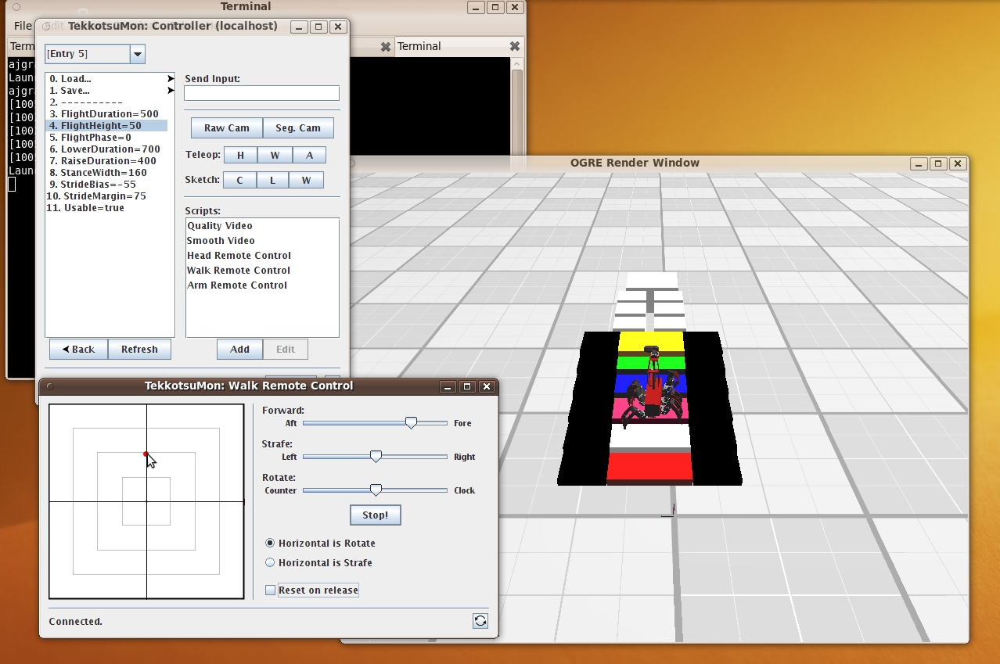 Terminal
File
TekkotsuMon: Controller (localhost)
Term
Terminal
ajgra
Laun
ajgra
[100
[100
[100
[100
[100
Laun
[Entry 5]
0. Load...
1. Save...
2. ----------
3. FlightDuration=500
4. FlightHeight=50
5. FlightPhase=0
6. LowerDuration=700
7. RaiseDuration=400
8. StanceWidth=160
9. StrideBias=-55
10. StrideMargin=75
11. Usable=true
Send Input:
Raw Cam
Seg. Cam
Teleop:
H
W
A
Sketch:
C
L
W
Scripts:
Quality Video
Smooth Video
Head Remote Control
Walk Remote Control
Arm Remote Control
Back
Refresh
Add
Edit
OGRE Render Window
TekkotsuMon: Walk Remote Control
Forward:
Aft
Fore
Strafe:
Left
Right
Rotate:
Counter
Clock
Stop!
Horizontal is Rotate
Horizontal is Strafe
Reset on release
Connected.